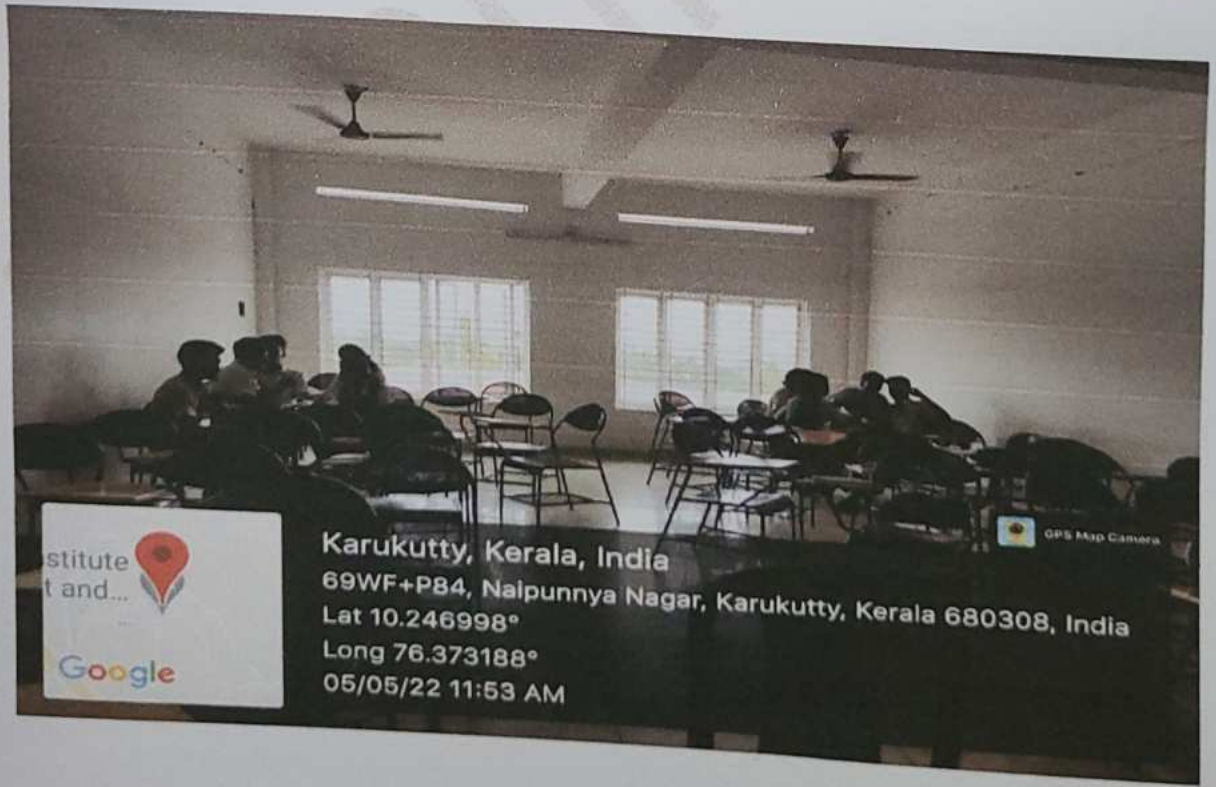 stitute
t and...
Google
Karukutty, Kerala, India
69WF+P84, Naipunnya Nagar, Karukutty, Kerala 680308, India
Lat 10.246998°
Long 76.373188°
05/05/22 11:53 AM
GPS Map Camera